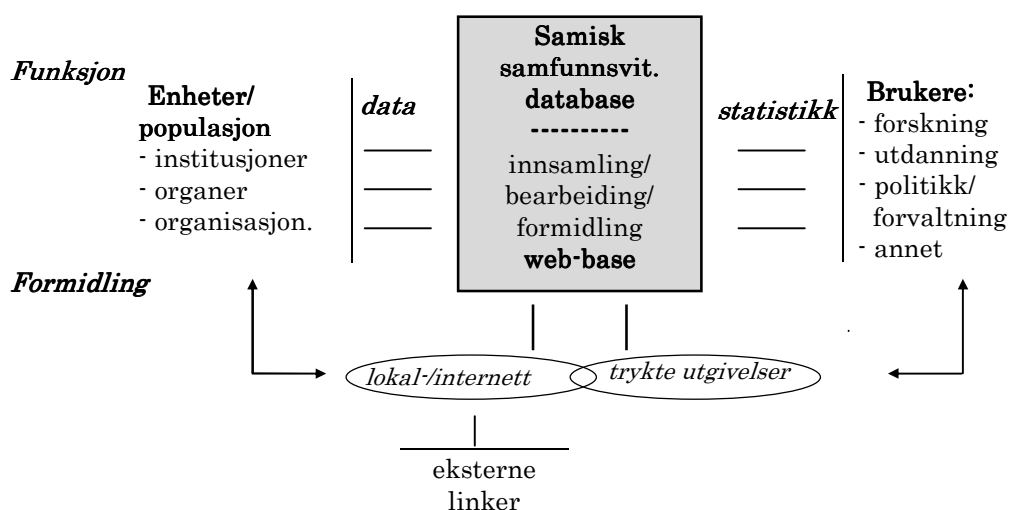 Funksjon
Enheter/
populasjon
- institusjoner
- organer
- organisasjon.
data
Samisk
samfunnsvit.
database
----------
innsamling/
bearbeiding/
formidling
web-base
statistikk
Brukere:
- forskning
- utdanning
- politikk/
forvaltning
- annet
Formidling
lokal-/internett
trykte utgivelser
eksterne
linker